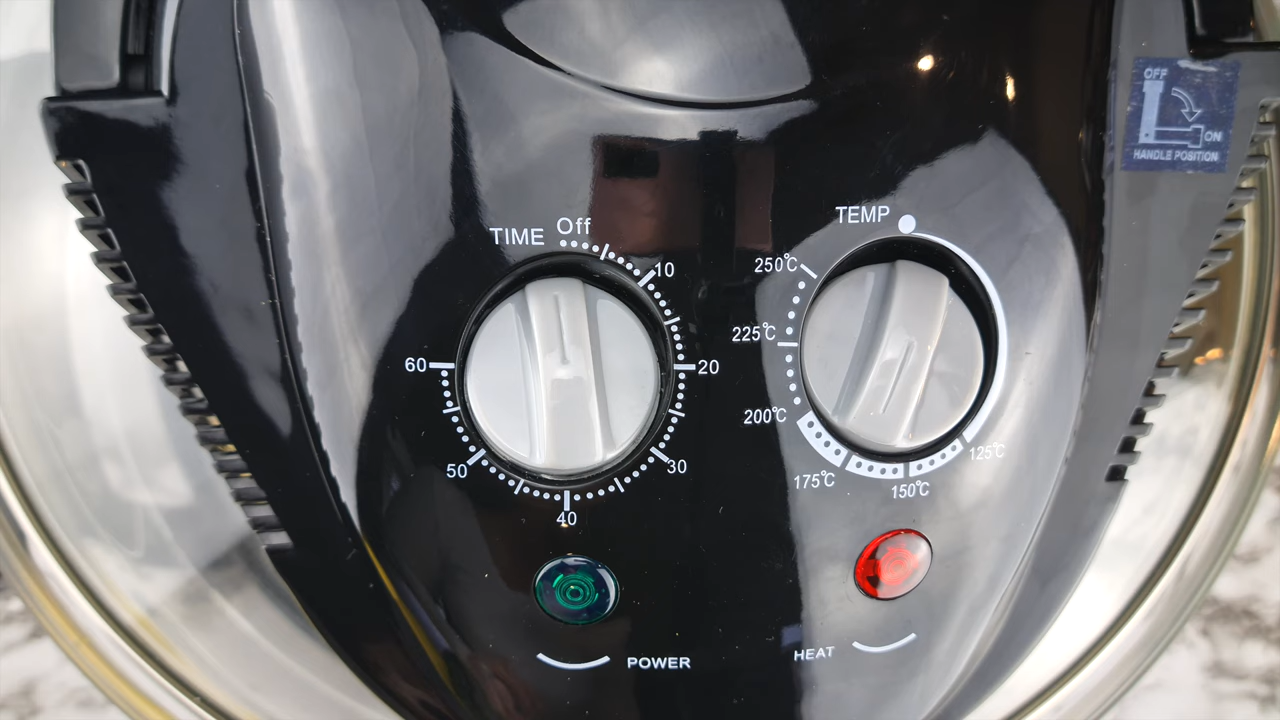 OFF
ON
HANDLE POSITION
TIME Off
10
20
30
40
50
60
TEMP
250℃
225℃
200℃
175℃
150℃
125℃
POWER
HEAT